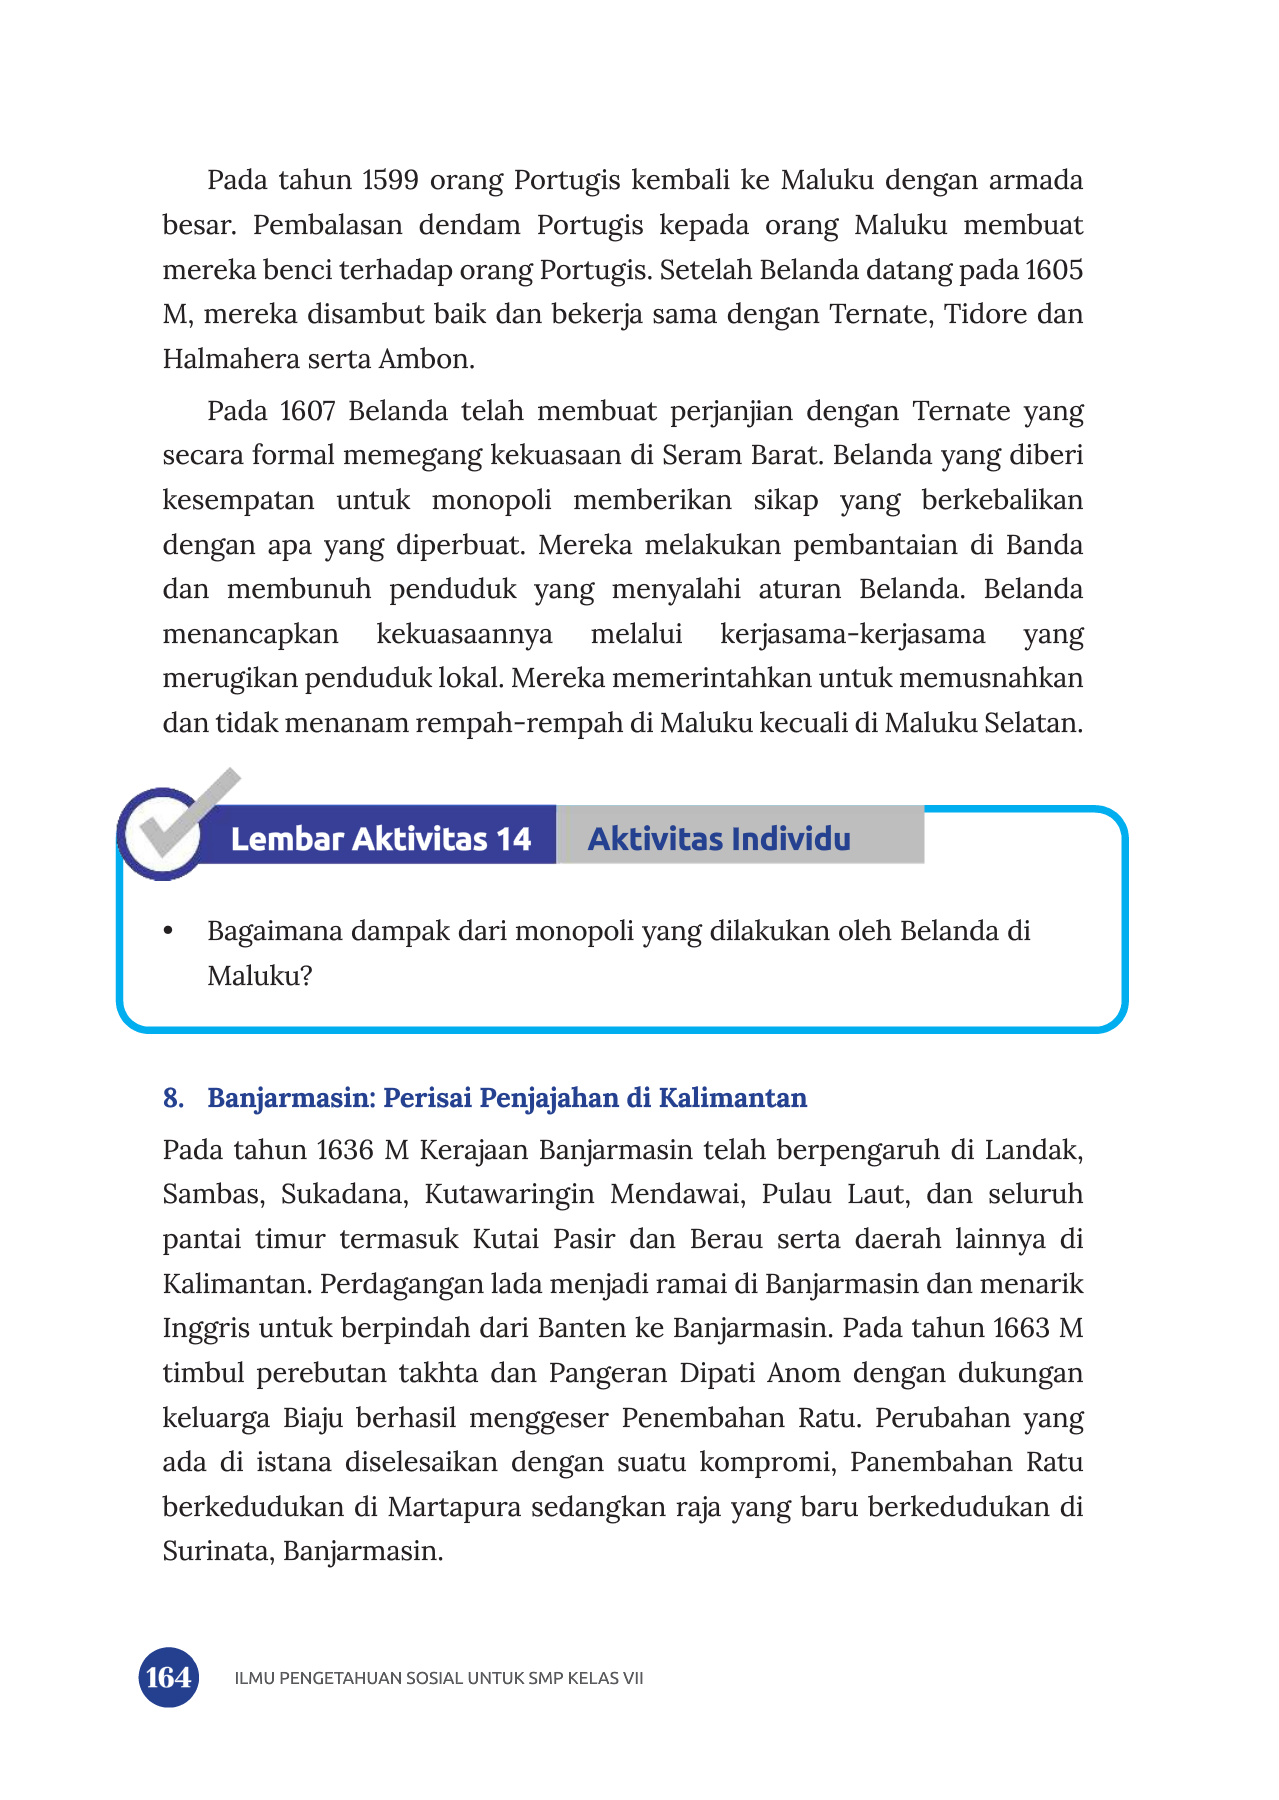 Pada tahun 1599 orang Portugis kembali ke Maluku dengan armada
besar. Pembalasan dendam Portugis kepada orang Maluku membuat
mereka benci terhadap orang Portugis. Setelah Belanda datang pada 1605
M, mereka disambut baik dan bekerja sama dengan Ternate, Tidore dan
Halmahera serta Ambon.
Pada 1607 Belanda telah membuat perjanjian dengan Ternate yang
secara formal memegang kekuasaan di Seram Barat. Belanda yang diberi
kesempatan untuk monopoli memberikan sikap yang berkebalikan
dengan apa yang diperbuat. Mereka melakukan pembantaian di Banda
dan membunuh penduduk yang menyalahi aturan Belanda. Belanda
menancapkan kekuasaannya melalui kerjasama-kerjasama yang
merugikan penduduk lokal. Mereka memerintahkan untuk memusnahkan
dan tidak menanam rempah-rempah di Maluku kecuali di Maluku Selatan.
Lembar Aktivitas 14 Aktivitas Individu
• Bagaimana dampak dari monopoli yang dilakukan oleh Belanda di
Maluku?
8. Banjarmasin: Perisai Penjajahan di Kalimantan
Pada tahun 1636 M Kerajaan Banjarmasin telah berpengaruh di Landak,
Sambas, Sukadana, Kutawaringin Mendawai, Pulau Laut, dan seluruh
pantai timur termasuk Kutai Pasir dan Berau serta daerah lainnya di
Kalimantan. Perdagangan lada menjadi ramai di Banjarmasin dan menarik
Inggris untuk berpindah dari Banten ke Banjarmasin. Pada tahun 1663 M
timbul perebutan takhta dan Pangeran Dipati Anom dengan dukungan
keluarga Biaju berhasil menggeser Penembahan Ratu. Perubahan yang
ada di istana diselesaikan dengan suatu kompromi, Panembahan Ratu
berkedudukan di Martapura sedangkan raja yang baru berkedudukan di
Surinata, Banjarmasin.
164 ILMU PENGETAHUAN SOSIAL UNTUK SMP KELAS VII